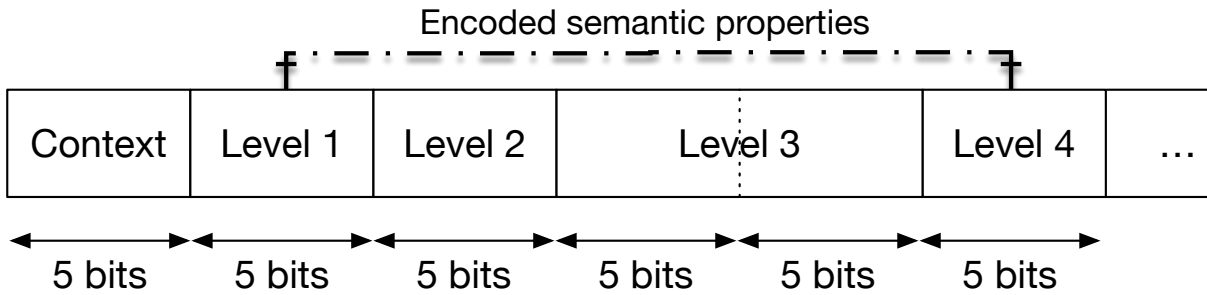 Encoded semantic properties
Context Level 1 Level 2 Level 3 Level 4 ...
5 bits 5 bits 5 bits 5 bits 5 bits 5 bits